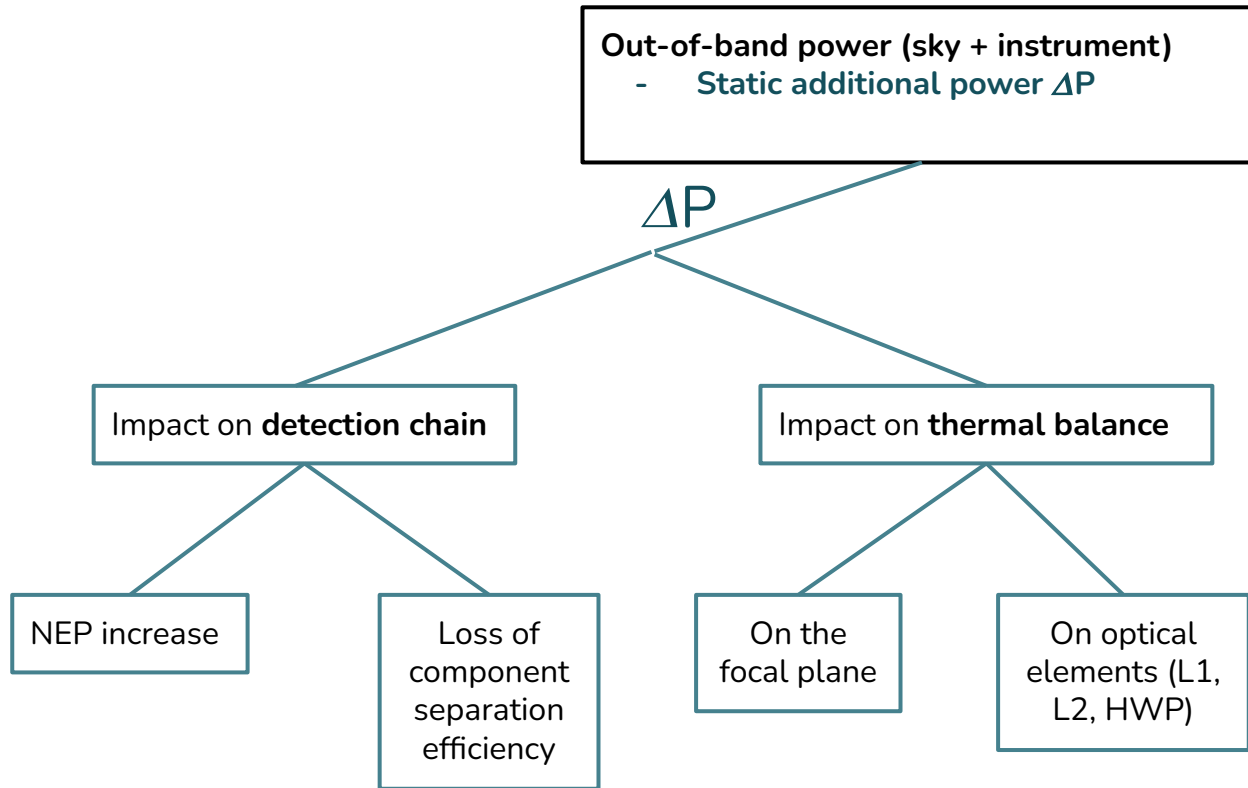 Out-of-band power (sky + instrument)
- Static additional power ΔP
ΔP
Impact on detection chain
Impact on thermal balance
NEP increase
Loss of
component
separation
efficiency
On the
focal plane
On optical
elements (L1,
L2, HWP)